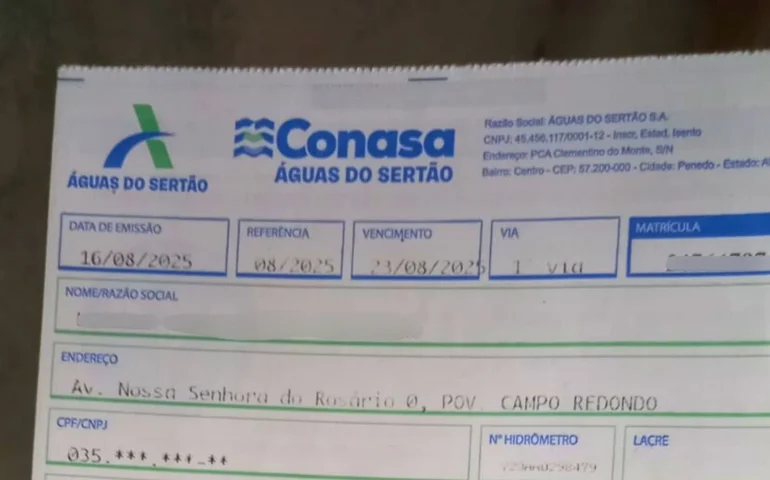 Conasa
ÁGUAS DO SERTÃO
ÁGUAS DO SERTÃO
Razão Social: ÁGUAS DO SERTÃO S.A.
CNPJ: 45.456.117/0001-12 - Inscr. Estad. Isento
Endereço: PCA Clementino do Monte, S/N
Bairro: Centro - CEP: 57.200-000 - Cidade: Penedo - Estado:
DATA DE EMISSÃO
16/08/2025
REFERÊNCIA
08/2025
VENCIMENTO
23/08/2025
VIA
1 via
MATRÍCULA
NOME/RAZÃO SOCIAL
ENDEREÇO
Av. Nossa Senhora do Rosário 0, POV. CAMPO REDONDO
CPF/CNPJ
035.***.***-**
Nº HIDRÔMETRO
LACRE